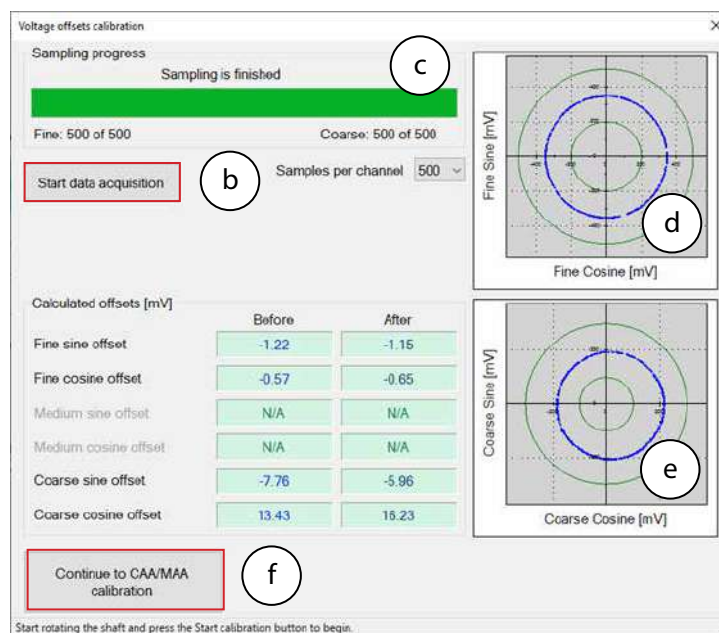 Voltage offsets calibration
Sampling progress
Sampling is finished
c
Fine: 500 of 500 Coarse: 500 of 500
Start data acquisition
b
Samples per channel 500
Fine Sine [mV]
d
Fine Cosine [mV]
Calculated offsets [mV]
Before After
Fine sine offset -1.22 -1.15
Fine cosine offset -0.57 -0.65
Medium sine offset N/A N/A
Medium cosine offset N/A N/A
Coarse sine offset -7.76 -5.96
Coarse cosine offset 13.43 16.23
Coarse Sine [mV]
e
Coarse Cosine [mV]
Continue to CAA/MAA
calibration
f
Start rotating the shaft and press the Start calibration button to begin.